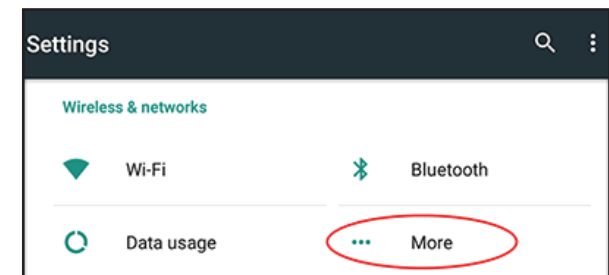 Settings
Wireless & networks
Wi-Fi
Bluetooth
Data usage
More